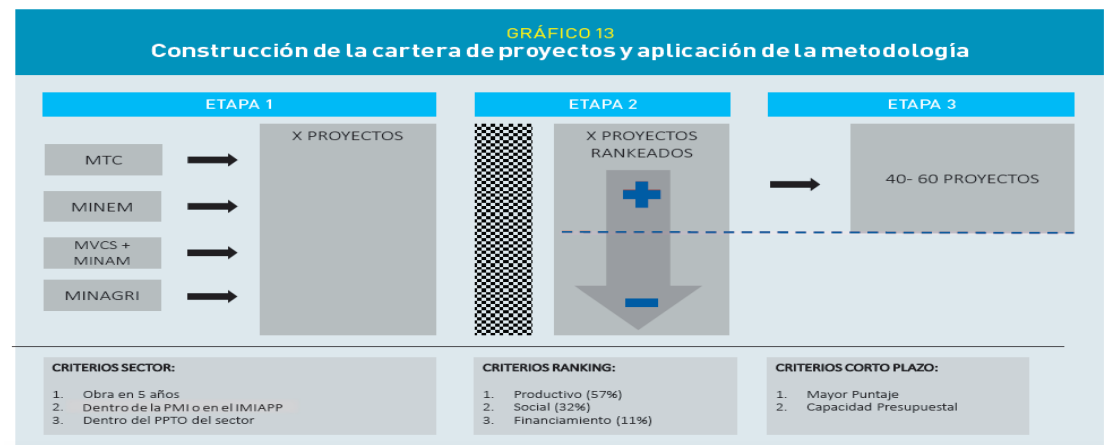 GRÁFICO 13
Construcción de la cartera de proyectos y aplicación de la metodología
ETAPA 1
MTC
MINEM
MVCS +
MINAM
MINAGRI
X PROYECTOS
ETAPA 2
X PROYECTOS
RANKEADOS
ETAPA 3
40- 60 PROYECTOS
CRITERIOS SECTOR:
1. Obra en 5 años
2. Dentro de la PMI o en el IMIAPP
3. Dentro del PPTO del sector
CRITERIOS RANKING:
1. Productivo (57%)
2. Social (32%)
3. Financiamiento (11%)
CRITERIOS CORTO PLAZO:
1. Mayor Puntaje
2. Capacidad Presupuestal